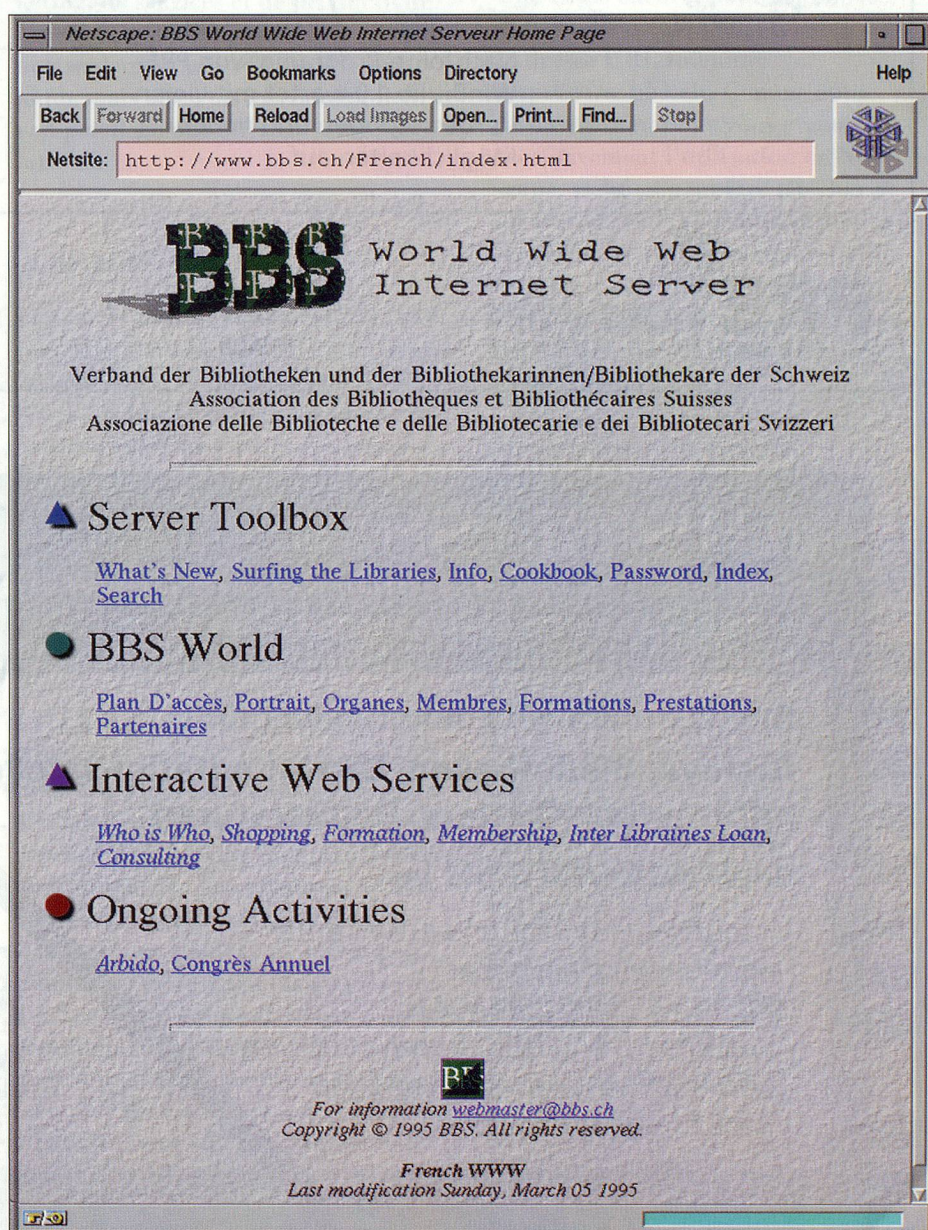 Netscape: BBS World Wide Web Internet Serveur Home Page
File Edit View Go Bookmarks Options Directory Help
Back Forward Home Reload Load Images Open... Print... Find... Stop
Netsite: http://www.bbs.ch/French/index.html
BBS World Wide Web
Internet Server
Verband der Bibliotheken und der Bibliothekarinnen/Bibliothekare der Schweiz
Association des Bibliothèques et Bibliothécaires Suisses
Associazione delle Biblioteche e delle Bibliotecarie e dei Bibliotecari Svizzeri
Server Toolbox
What's New, Surfing the Libraries, Info, Cookbook, Password, Index,
Search
BBS World
Plan D'accès, Portrait, Organes, Membres, Formations, Prestations,
Partenaires
Interactive Web Services
Who is Who, Shopping, Formation, Membership, Inter Librairies Loan,
Consulting
Ongoing Activities
Arbido, Congrès Annuel
BBS
For information webmaster@bbs.ch
Copyright © 1995 BBS. All rights reserved.
French WWW
Last modification Sunday, March 05 1995